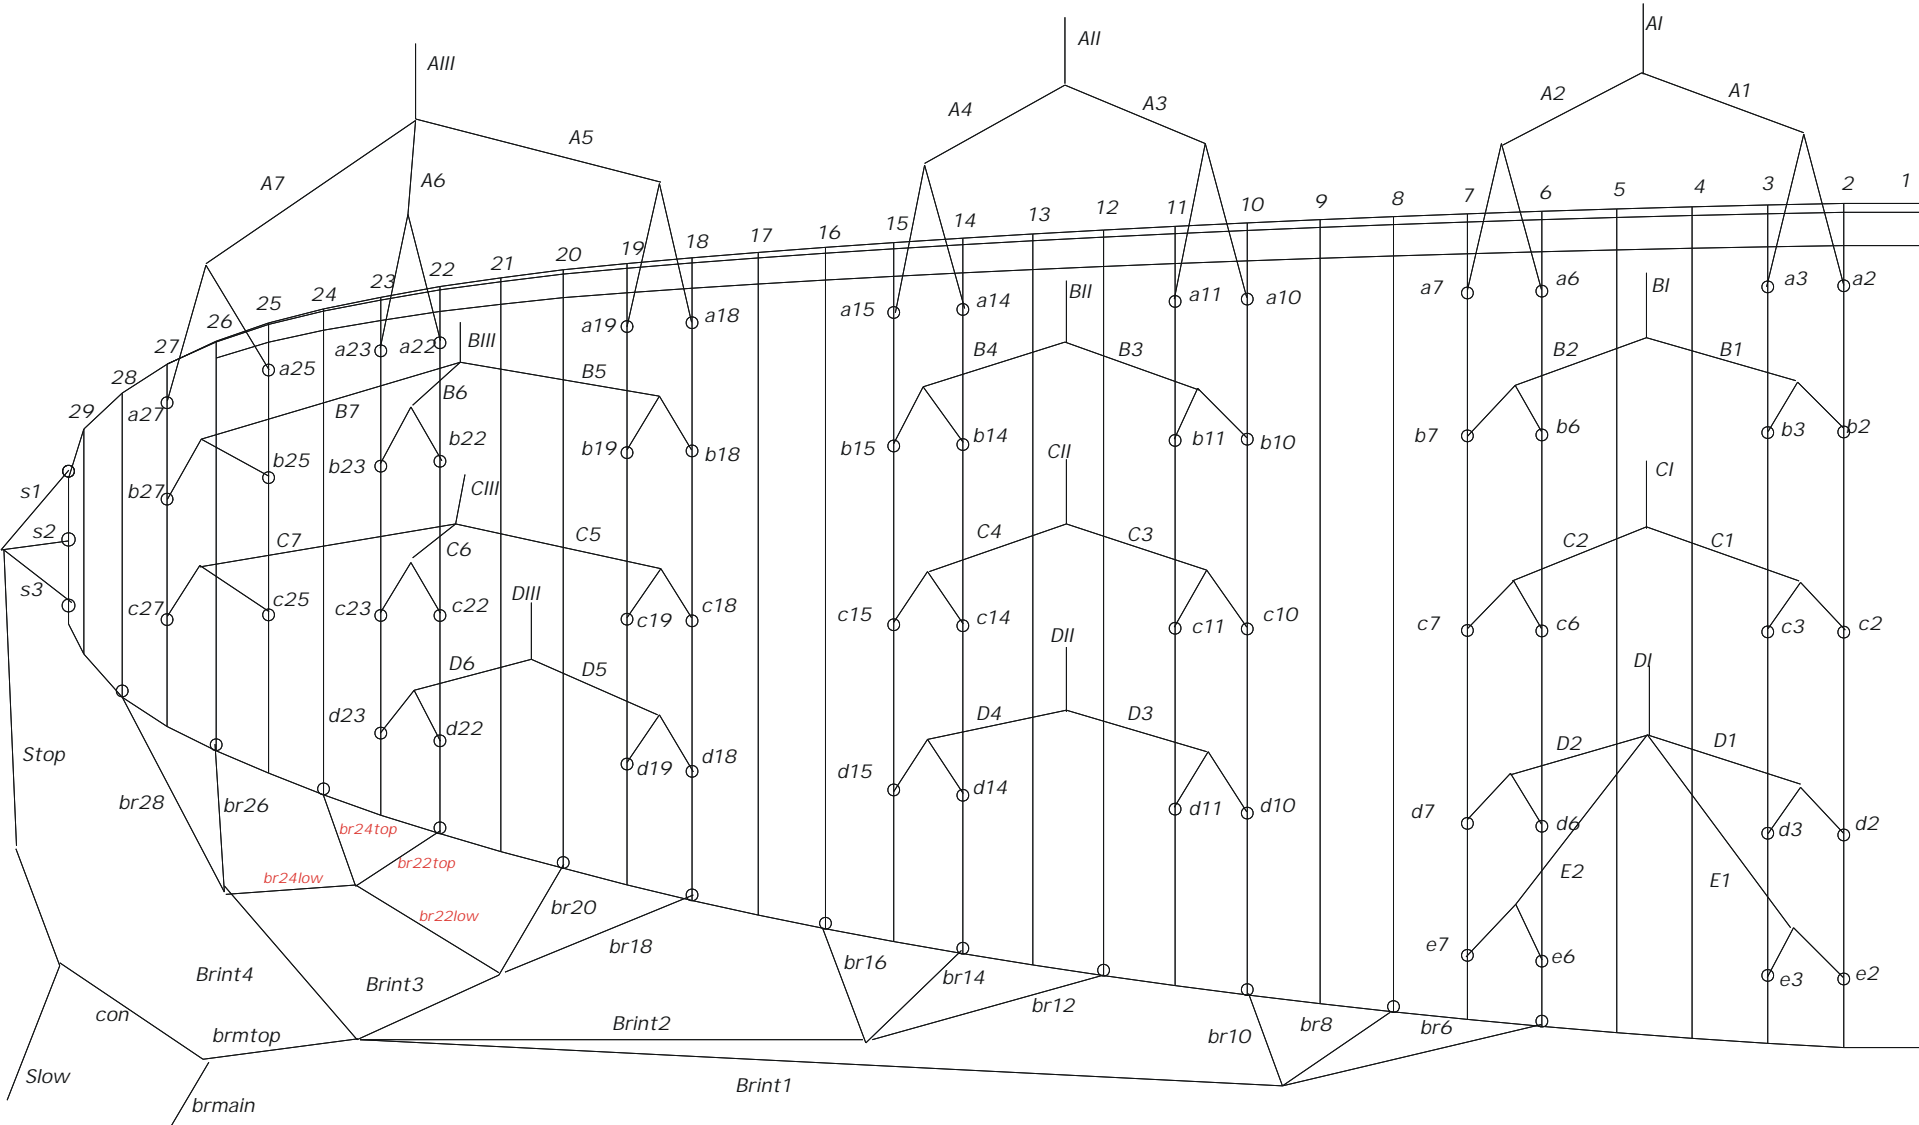 AI
AII
AIII
A2
A1
A4
A3
A5
A7
A6
1
2
3
4
5
6
7
8
9
10
11
12
13
14
15
16
17
18
19
20
21
22
23
24
25
26
27
28
29
a27
a25
a23
a22
a19
a18
a15
a14
a11
a10
a7
a6
a3
a2
BIII
BII
BI
B7
B6
B5
B4
B3
B2
B1
b27
b25
b23
b22
b19
b18
b15
b14
b11
b10
b7
b6
b3
b2
s1
s2
s3
CIII
CII
CI
C7
C6
C5
C4
C3
C2
C1
c27
c25
c23
c22
c19
c18
c15
c14
c11
c10
c7
c6
c3
c2
DIII
DII
DI
D6
D5
D4
D3
D2
D1
d23
d22
d19
d18
d15
d14
d11
d10
d7
d6
d3
d2
E2
E1
e7
e6
e3
e2
Stop
br28
br26
br24top
br22top
br24low
br22low
br20
br18
br16
br14
br12
br10
br8
br6
Brint4
Brint3
Brint2
Brint1
con
brmtop
Slow
brmain